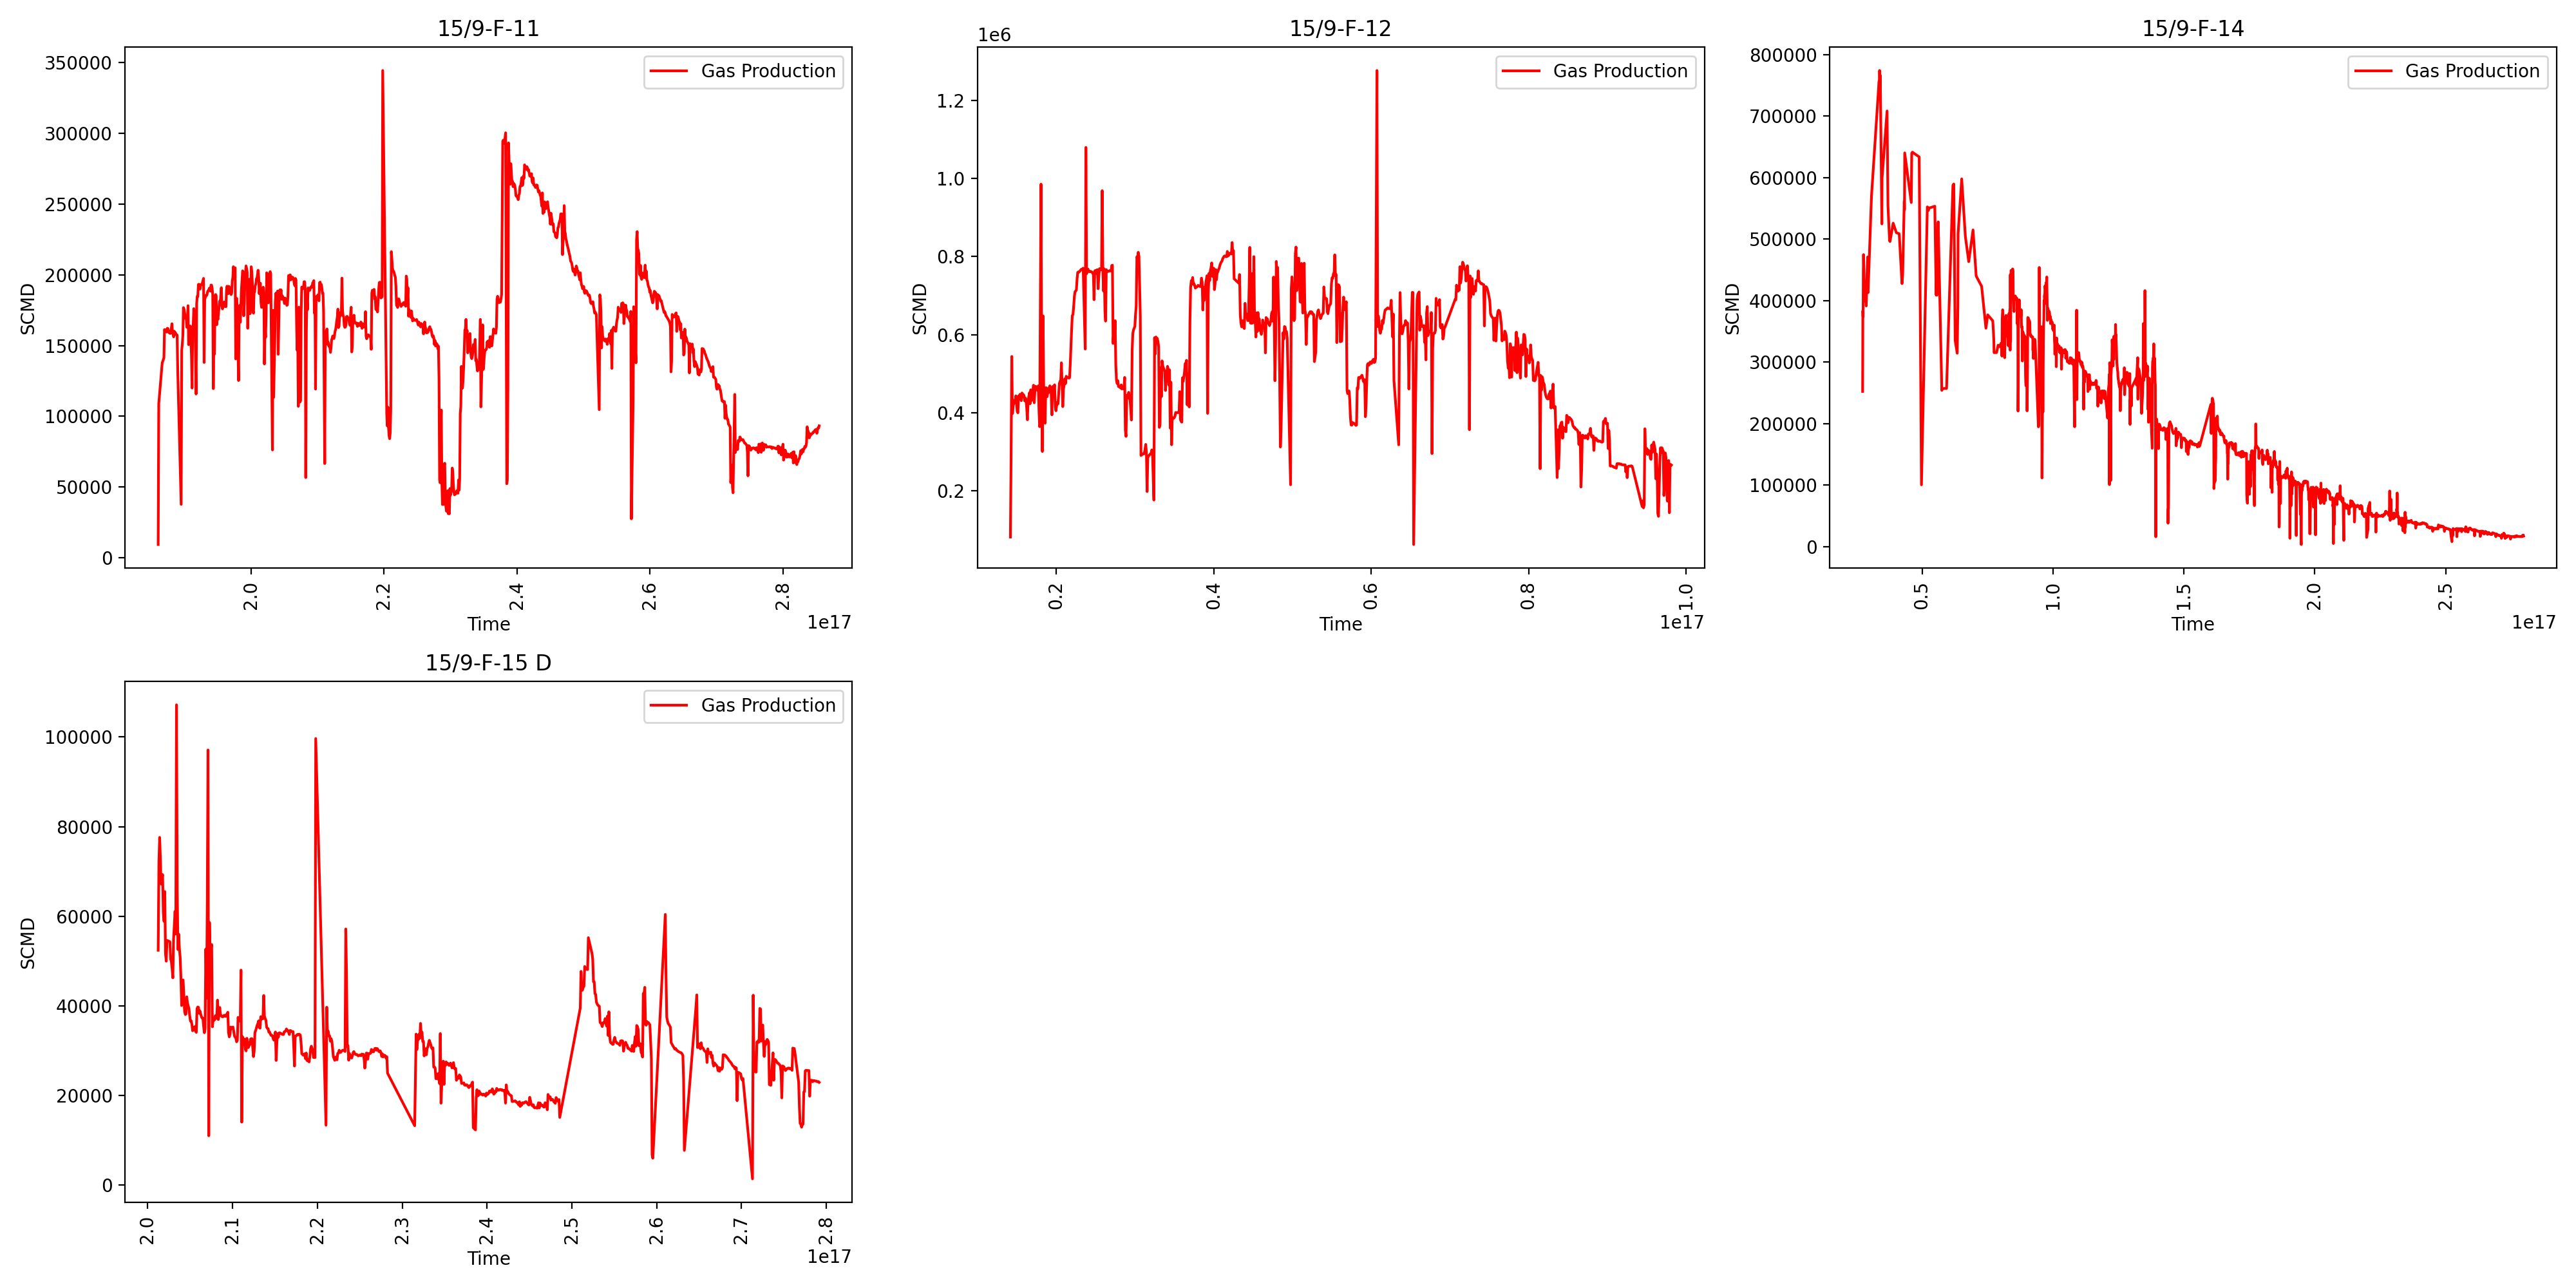 15/9-F-11
350000
300000
250000
200000
150000
100000
50000
0
SCMD
Gas Production
2.0
2.2
2.4
2.6
2.8
Time
1e17
15/9-F-12
1e6
1.2
1.0
0.8
0.6
0.4
0.2
SCMD
Gas Production
0.2
0.4
0.6
0.8
1.0
Time
1e17
15/9-F-14
800000
700000
600000
500000
400000
300000
200000
100000
0
SCMD
Gas Production
0.5
1.0
1.5
2.0
2.5
Time
1e17
15/9-F-15 D
100000
80000
60000
40000
20000
0
SCMD
Gas Production
2.0
2.1
2.2
2.3
2.4
2.5
2.6
2.7
2.8
Time
1e17